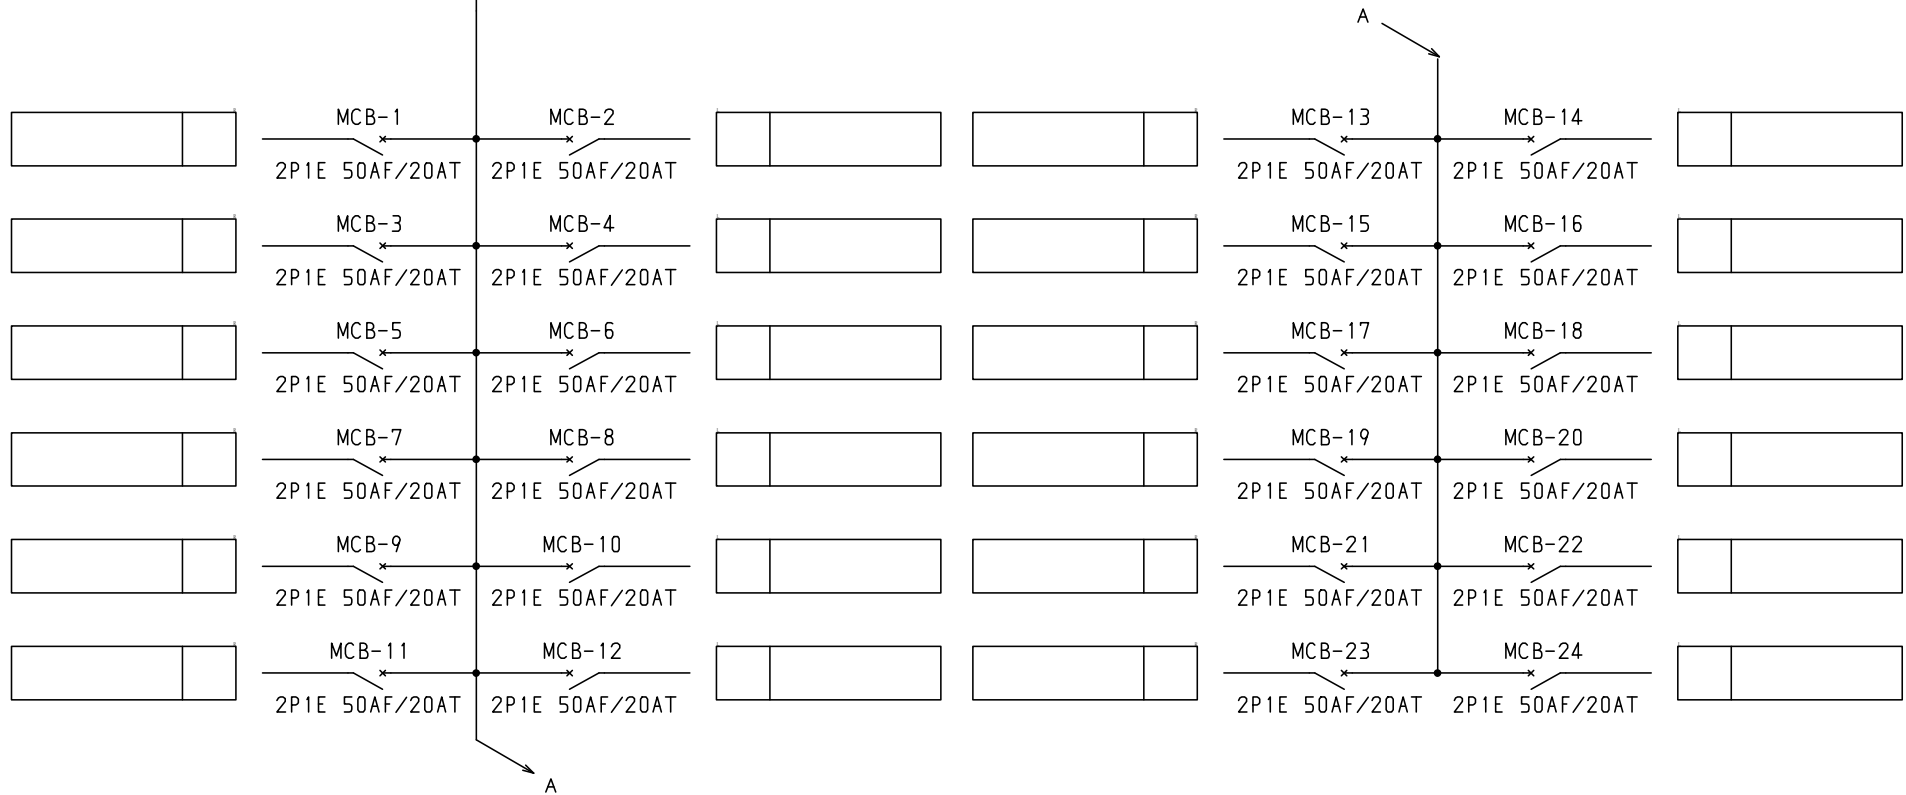 A
MCB-1 MCB-2 MCB-13 MCB-14
2P1E 50AF/20AT 2P1E 50AF/20AT 2P1E 50AF/20AT 2P1E 50AF/20AT
MCB-3 MCB-4 MCB-15 MCB-16
2P1E 50AF/20AT 2P1E 50AF/20AT 2P1E 50AF/20AT 2P1E 50AF/20AT
MCB-5 MCB-6 MCB-17 MCB-18
2P1E 50AF/20AT 2P1E 50AF/20AT 2P1E 50AF/20AT 2P1E 50AF/20AT
MCB-7 MCB-8 MCB-19 MCB-20
2P1E 50AF/20AT 2P1E 50AF/20AT 2P1E 50AF/20AT 2P1E 50AF/20AT
MCB-9 MCB-10 MCB-21 MCB-22
2P1E 50AF/20AT 2P1E 50AF/20AT 2P1E 50AF/20AT 2P1E 50AF/20AT
MCB-11 MCB-12 MCB-23 MCB-24
2P1E 50AF/20AT 2P1E 50AF/20AT 2P1E 50AF/20AT 2P1E 50AF/20AT
A